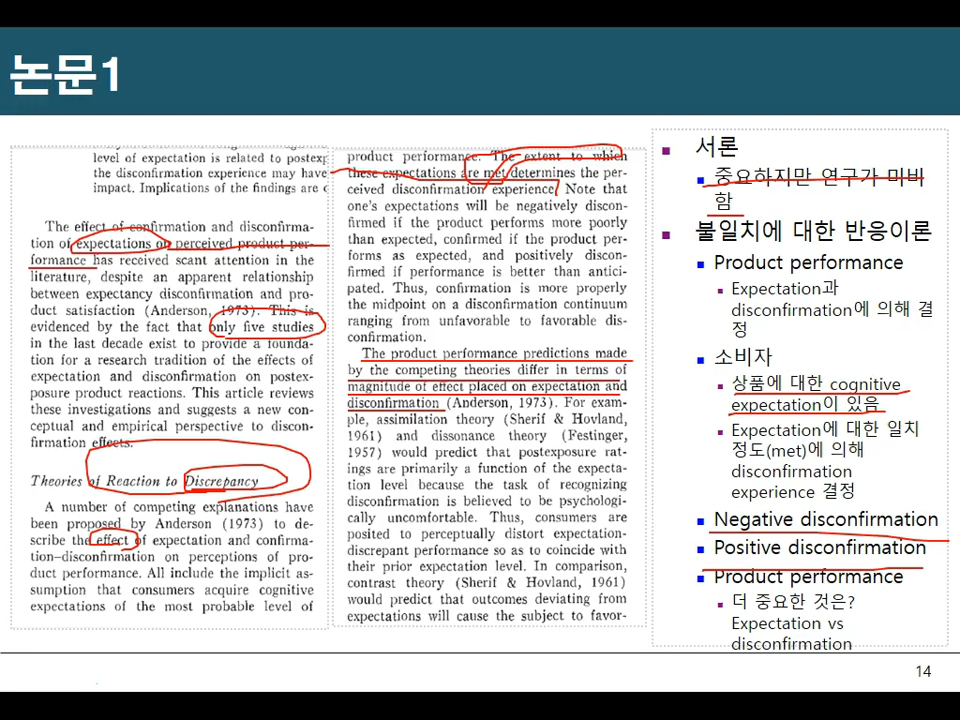 논문1
level of expectation is related to postexp
the disconfirmation experience may have
impact. Implications of the findings are
The effect of confirmation and disconfirma-
tion of expectations on perceived product per-
formance has received scant attention in the
literature, despite an apparent relationship
between expectancy disconfirmation and pro-
duct satisfaction (Anderson, 1973). This is
evidenced by the fact that only five studies
in the last decade exist to provide a founda-
tion for a research tradition of the effects of
expectation and disconfirmation on postex-
posure product reactions. This article reviews
these investigations and suggests a new con-
ceptual and empirical perspective to discon-
firmation effects.
Theories of Reaction to Discrepancy
A number of competing explanations have
been proposed by Anderson (1973) to de-
scribe the effect of expectation and confirma-
tion–disconfirmation on perceptions of pro-
duct performance. All include the implicit as-
sumption that consumers acquire cognitive
expectations of the most probable level of
product performance. The extent to which
these expectations are met determines the per-
ceived disconfirmation experience. Note that
one's expectations will be negatively discon-
firmed if the product performs more poorly
than expected, confirmed if the product per-
forms as expected, and positively discon-
firmed if performance is better than antici-
pated. Thus, confirmation is more properly
the midpoint on a disconfirmation continuum
ranging from unfavorable to favorable dis-
confirmation.
The product performance predictions made
by the competing theories differ in terms of
magnitude of effect placed on expectation and
disconfirmation (Anderson, 1973). For exam-
ple, assimilation theory (Sherif & Hovland,
1961) and dissonance theory (Festinger,
1957) would predict that postexposure rat-
ings are primarily a function of the expecta-
tion level because the task of recognizing
disconfirmation is believed to be psychologi-
cally uncomfortable. Thus, consumers are
posited to perceptually distort expectation-
discrepant performance so as to coincide with
their prior expectation level. In comparison,
contrast theory (Sherif & Hovland, 1961)
would predict that outcomes deviating from
expectations will cause the subject to favor-
서론
중요하지만 연구가 미비
함
불일치에 대한 반응이론
Product performance
Expectation과
disconfirmation에 의해 결
정
소비자
상품에 대한 cognitive
expectation이 있음
Expectation에 대한 일치
정도(met)에 의해
disconfirmation
experience 결정
Negative disconfirmation
Positive disconfirmation
Product performance
더 중요한 것은?
Expectation vs
disconfirmation
14